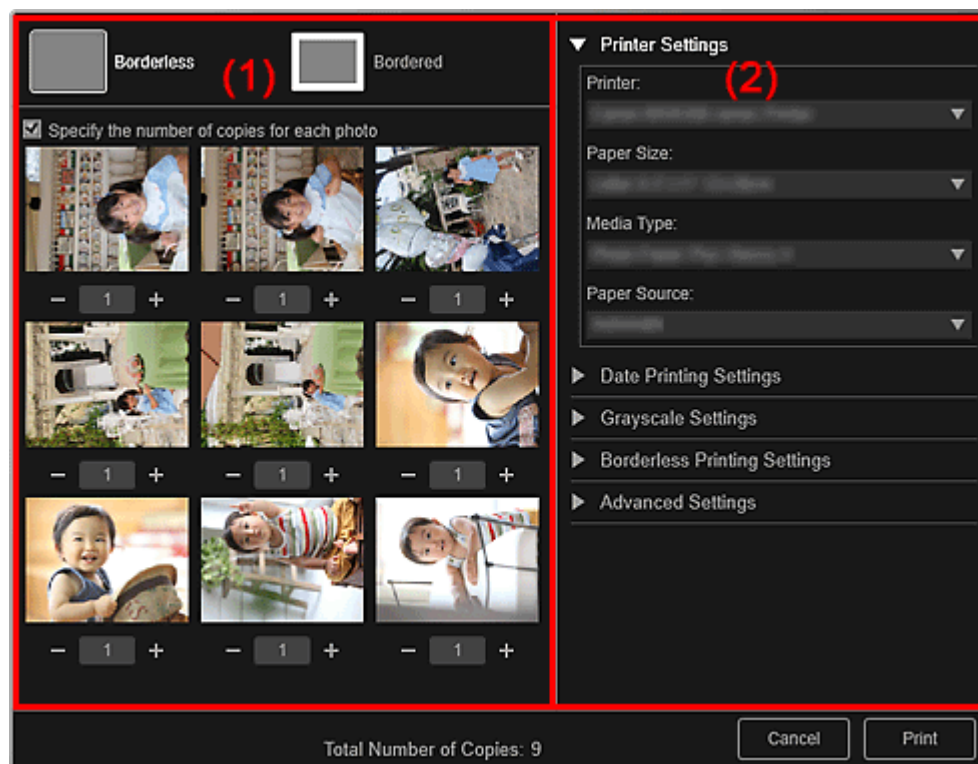 Borderless
(1)
Bordered
Specify the number of copies for each photo
− 1 +
− 1 +
− 1 +
− 1 +
− 1 +
− 1 +
− 1 +
− 1 +
− 1 +
Printer Settings
(2)
Printer:
Paper Size:
Media Type:
Paper Source:
Date Printing Settings
Grayscale Settings
Borderless Printing Settings
Advanced Settings
Total Number of Copies: 9
Cancel
Print